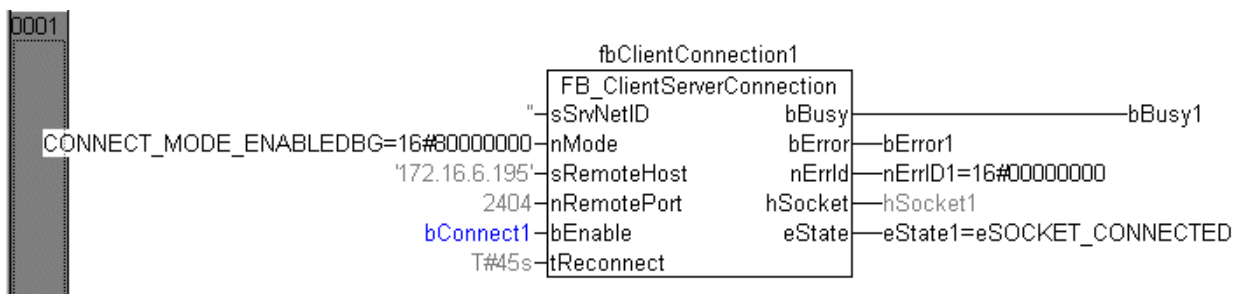 0001
fbClientConnection1
FB_ClientServerConnection
''-sSrvNetID bBusy bBusy1
CONNECT_MODE_ENABLEDBG=16#80000000-nMode bError-bError1
'172.16.6.195'-sRemoteHost nErrId-nErrID1=16#00000000
2404-nRemotePort hSocket-hSocket1
bConnect1-bEnable eState-eState1=eSOCKET_CONNECTED
T#45s-tReconnect